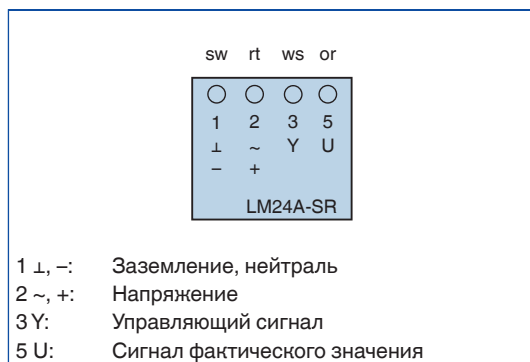 sw rt ws or
1 2 3 5
⊥ ~ Y U
– +
LM24A-SR
1 ⊥, –: Заземление, нейтраль
2 ~, +: Напряжение
3 Y: Управляющий сигнал
5 U: Сигнал фактического значения